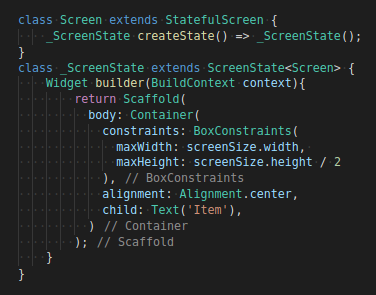 class Screen extends StatefulScreen {
    _ScreenState createState() => _ScreenState();
}
class _ScreenState extends ScreenState<Screen> {
    Widget builder(BuildContext context){
        return Scaffold(
          body: Container(
            constraints: BoxConstraints(
              maxWidth: screenSize.width,
              maxHeight: screenSize.height / 2
            ), // BoxConstraints
            alignment: Alignment.center,
            child: Text('Item'),
          ) // Container
        ); // Scaffold
    }
}